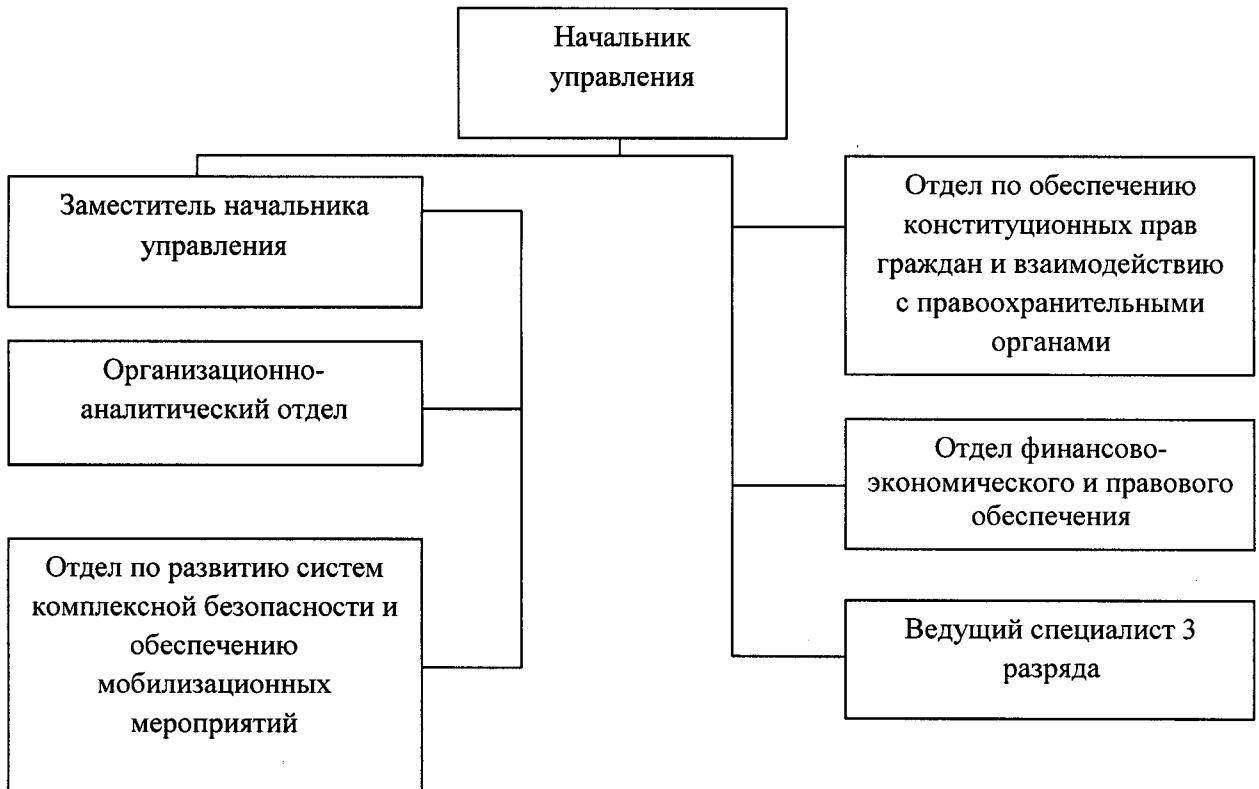 Начальник
управления
Заместитель начальника
управления
Организационно-
аналитический отдел
Отдел по развитию систем
комплексной безопасности и
обеспечению
мобилизационных
мероприятий
Отдел по обеспечению
конституционных прав
граждан и взаимодействию
с правоохранительными
органами
Отдел финансово-
экономического и правового
обеспечения
Ведущий специалист 3
разряда